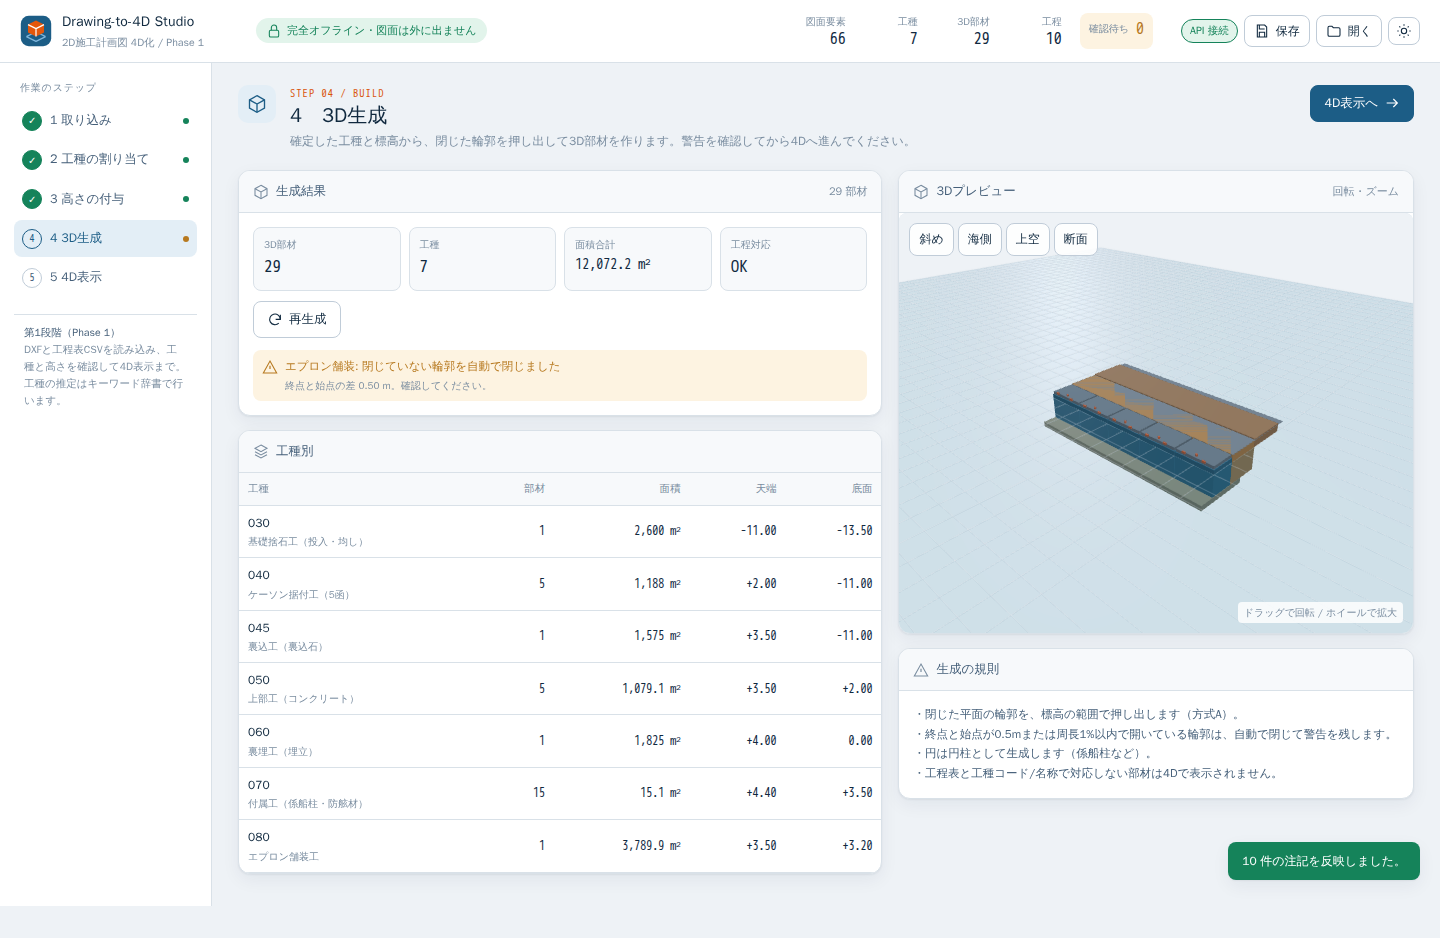 Drawing-to-4D Studio
2D施工計画図 4D化 / Phase 1
完全オフライン・図面は外に出ません
図面要素 66
工種 7
3D部材 29
工程 10
確認待ち 0
API 接続
保存
開く
作業のステップ
✓ 1 取り込み
✓ 2 工種の割り当て
✓ 3 高さの付与
4 4 3D生成
5 5 4D表示
第1段階（Phase 1）
DXFと工程表CSVを読み込み、工
種と高さを確認して4D表示まで。
工種の推定はキーワード辞書で行
います。
STEP 04 / BUILD
4 3D生成
確定した工種と標高から、閉じた輪郭を押し出して3D部材を作ります。警告を確認してから4Dへ進んでください。
4D表示へ →
生成結果 29 部材
3D部材 工種 面積合計 工程対応
29 7 12,072.2 m² OK
再生成
エプロン舗装: 閉じていない輪郭を自動で閉じました
終点と始点の差 0.50 m。確認してください。
工種別
工種 部材 面積 天端 底面
030 1 2,600 m² -11.00 -13.50
基礎捨石工（投入・均し）
040 5 1,188 m² +2.00 -11.00
ケーソン据付工（5函）
045 1 1,575 m² +3.50 -11.00
裏込工（裏込石）
050 5 1,079.1 m² +3.50 +2.00
上部工（コンクリート）
060 1 1,825 m² +4.00 0.00
裏埋工（埋立）
070 15 15.1 m² +4.40 +3.50
付属工（係船柱・防舷材）
080 1 3,789.9 m² +3.50 +3.20
エプロン舗装工
3Dプレビュー 回転・ズーム
斜め 海側 上空 断面
ドラッグで回転 / ホイールで拡大
生成の規則
・閉じた平面の輪郭を、標高の範囲で押し出します（方式A）。
・終点と始点が0.5mまたは周長1%以内で開いている輪郭は、自動で閉じて警告を残します。
・円は円柱として生成します（係船柱など）。
・工程表と工種コード/名称で対応しない部材は4Dで表示されません。
10 件の注記を反映しました。